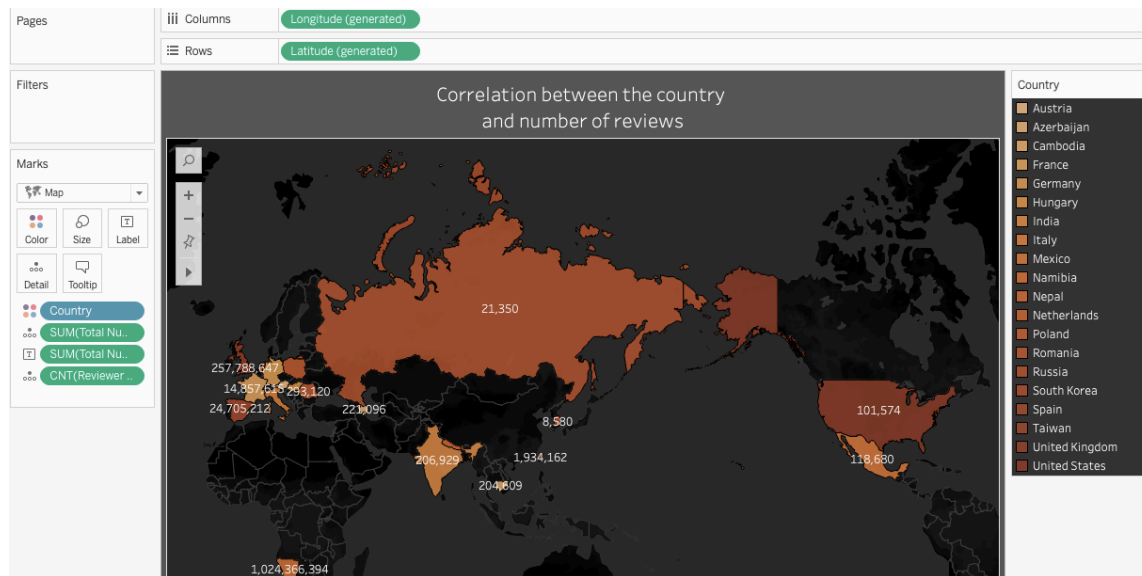 Pages
Columns
Longitude (generated)
Rows
Latitude (generated)
Filters
Marks
Map
Color
Size
Label
Detail
Tooltip
Country
SUM(Total Nu..
SUM(Total Nu..
CNT(Reviewer ..
Correlation between the country
and number of reviews
21,350
257,788,647
293,120
24,705,212
221,096
8,580
101,574
206,929
1,934,162
118,680
204,609
1,024,366,394
Country
Austria
Azerbaijan
Cambodia
France
Germany
Hungary
India
Italy
Mexico
Namibia
Nepal
Netherlands
Poland
Romania
Russia
South Korea
Spain
Taiwan
United Kingdom
United States